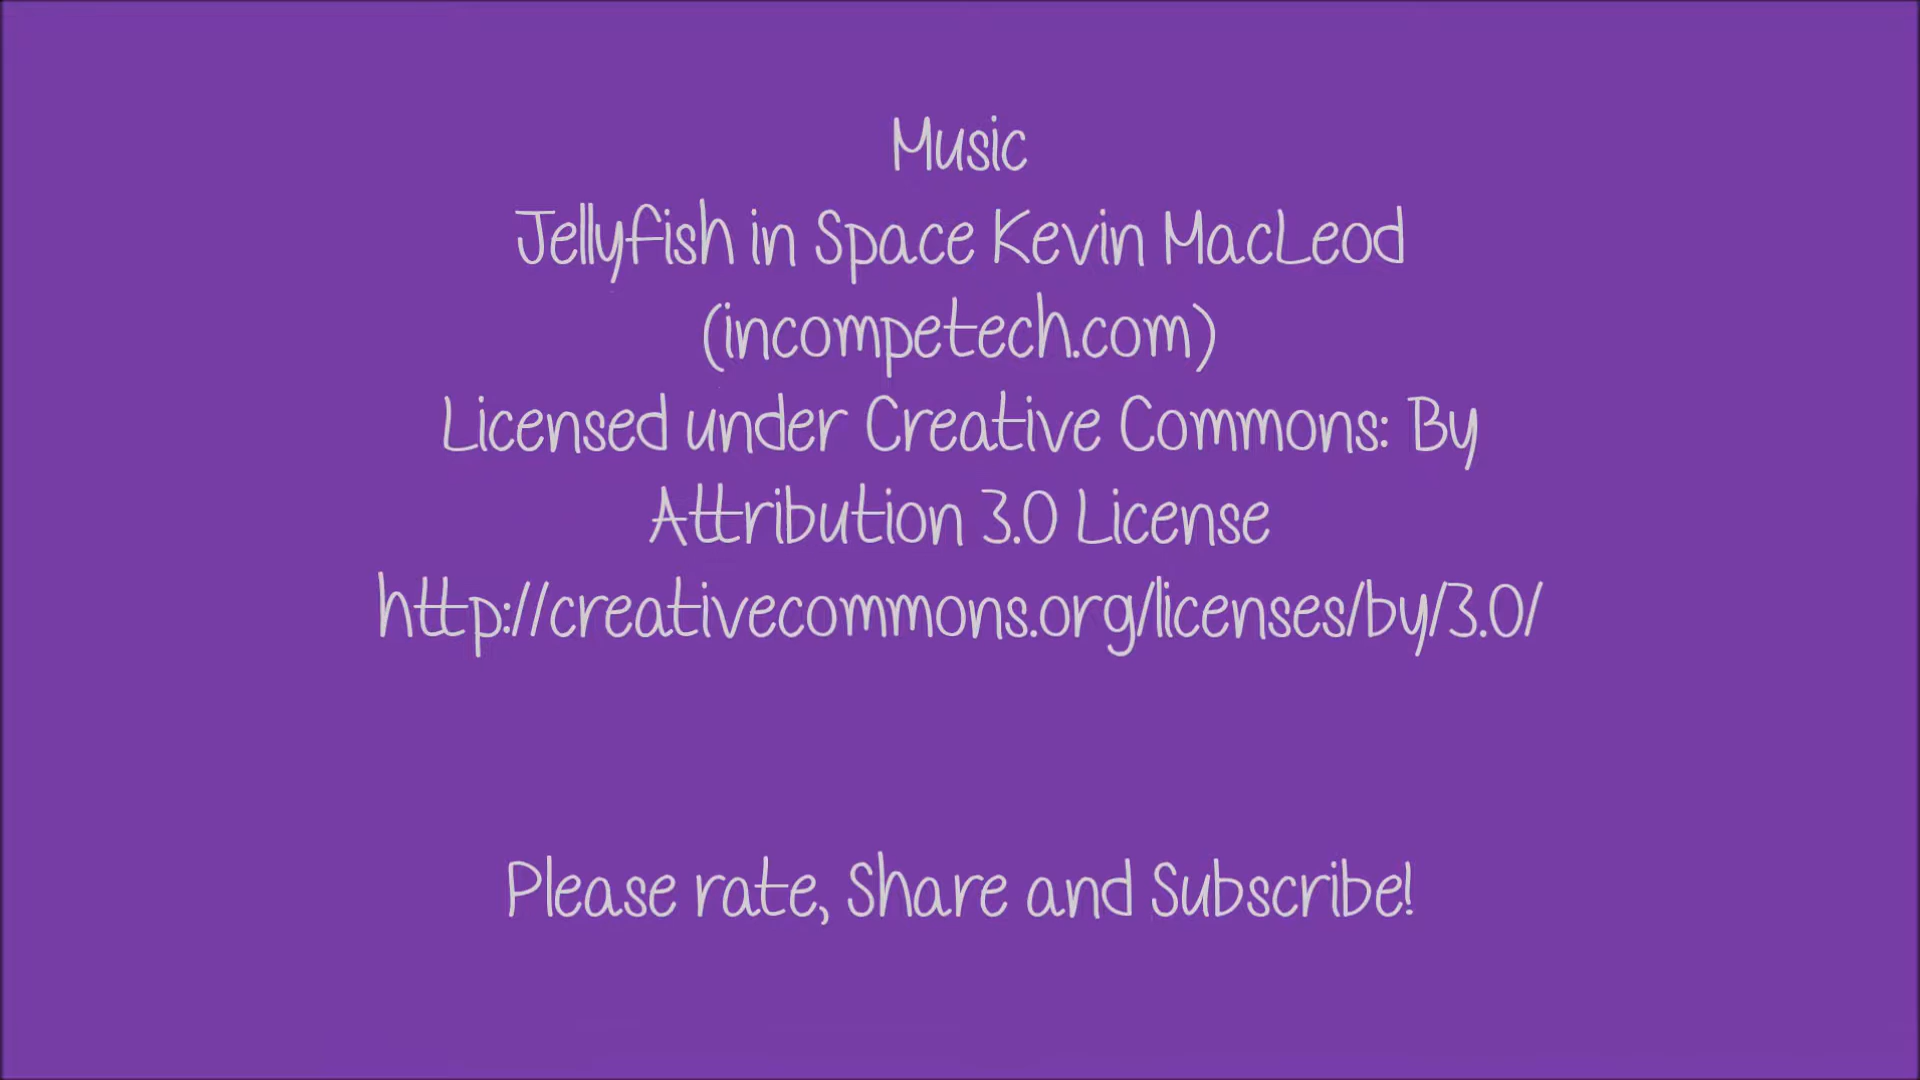 Music
Jellyfish in Space Kevin MacLeod
(incompetech.com)
Licensed under Creative Commons: By
Attribution 3.0 License
http://creativecommons.org/licenses/by/3.0/
Please rate, Share and Subscribe!